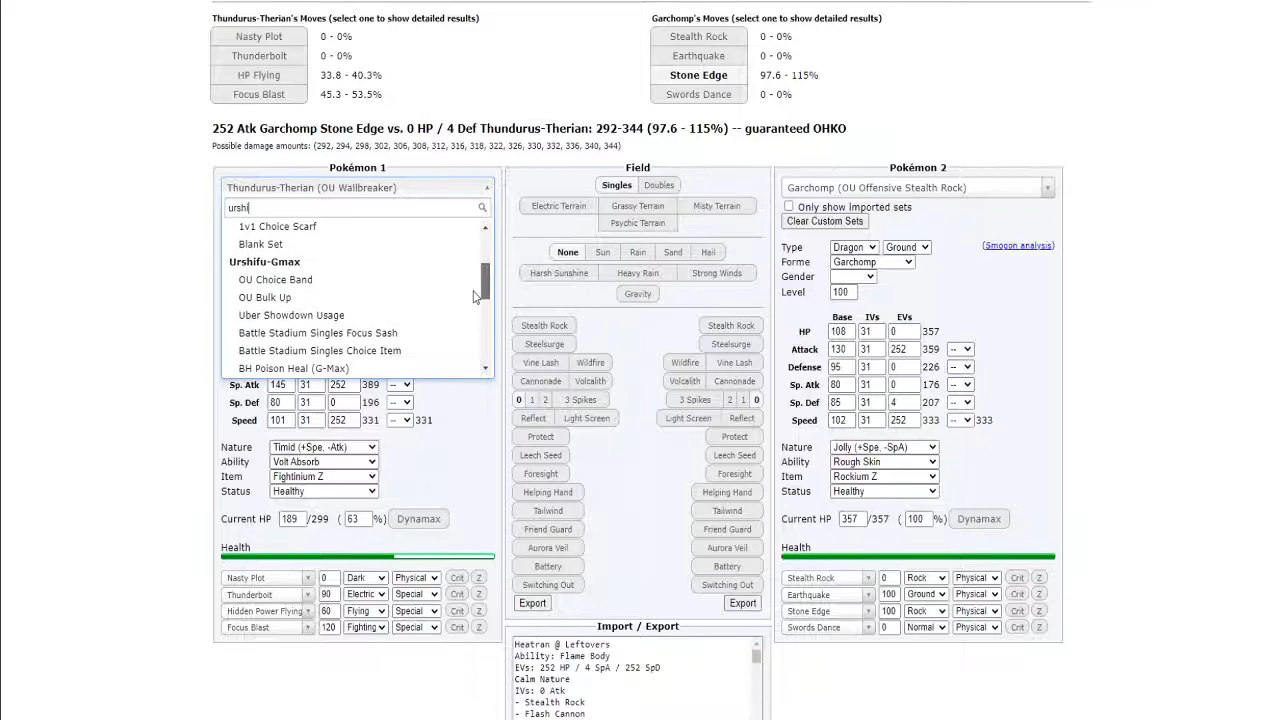 Thundurus-Therian's Moves (select one to show detailed results)
Nasty Plot 0 - 0%
Thunderbolt 0 - 0%
HP Flying 33.8 - 40.3%
Focus Blast 45.3 - 53.5%
Garchomp's Moves (select one to show detailed results)
Stealth Rock 0 - 0%
Earthquake 0 - 0%
Stone Edge 97.6 - 115%
Swords Dance 0 - 0%
252 Atk Garchomp Stone Edge vs. 0 HP / 4 Def Thundurus-Therian: 292-344 (97.6 - 115%) -- guaranteed OHKO
Possible damage amounts: (292, 294, 298, 302, 306, 308, 312, 316, 318, 322, 326, 330, 332, 336, 340, 344)
Pokémon 1
Thundurus-Therian (OU Wallbreaker)
urshi
1v1 Choice Scarf
Blank Set
Urshifu-Gmax
OU Choice Band
OU Bulk Up
Uber Showdown Usage
Battle Stadium Singles Focus Sash
Battle Stadium Singles Choice Item
BH Poison Heal (G-Max)
Sp. Atk 145 31 252 389 --
Sp. Def 80 31 0 196 --
Speed 101 31 252 331 -- 331
Nature Timid (+Spe, -Atk)
Ability Volt Absorb
Item Fightinium Z
Status Healthy
Current HP 189 /299 ( 63 %) Dynamax
Health
Nasty Plot 0 Dark Physical Crit Z
Thunderbolt 90 Electric Special Crit Z
Hidden Power Flying 60 Flying Special Crit Z
Focus Blast 120 Fighting Special Crit Z
Field
Singles Doubles
Electric Terrain Grassy Terrain Misty Terrain
Psychic Terrain
None Sun Rain Sand Hail
Harsh Sunshine Heavy Rain Strong Winds
Gravity
Stealth Rock Stealth Rock
Steelsurge Steelsurge
Vine Lash Wildfire Wildfire Vine Lash
Cannonade Volcalith Volcalith Cannonade
0 1 2 3 Spikes 3 Spikes 2 1 0
Reflect Light Screen Light Screen Reflect
Protect Protect
Leech Seed Leech Seed
Foresight Foresight
Helping Hand Helping Hand
Tailwind Tailwind
Friend Guard Friend Guard
Aurora Veil Aurora Veil
Battery Battery
Switching Out Switching Out
Export Export
Import / Export
Heatran @ Leftovers
Ability: Flame Body
EVs: 252 HP / 4 SpA / 252 SpD
Calm Nature
IVs: 0 Atk
- Stealth Rock
- Flash Cannon
Pokémon 2
Garchomp (OU Offensive Stealth Rock)
Only show imported sets
Clear Custom Sets
Type Dragon Ground (Smogon analysis)
Forme Garchomp
Gender
Level 100
Base IVs EVs
HP 108 31 0 357
Attack 130 31 252 359 --
Defense 95 31 0 226 --
Sp. Atk 80 31 0 176 --
Sp. Def 85 31 4 207 --
Speed 102 31 252 333 -- 333
Nature Jolly (+Spe, -SpA)
Ability Rough Skin
Item Rockium Z
Status Healthy
Current HP 357 /357 ( 100 %) Dynamax
Health
Stealth Rock 0 Rock Physical Crit Z
Earthquake 100 Ground Physical Crit Z
Stone Edge 100 Rock Physical Crit Z
Swords Dance 0 Normal Physical Crit Z